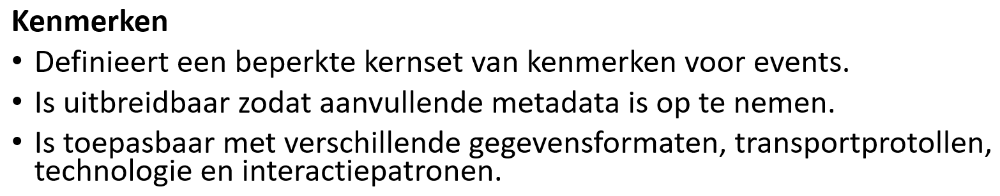 Kenmerken
• Definieert een beperkte kernset van kenmerken voor events.
• Is uitbreidbaar zodat aanvullende metadata is op te nemen.
• Is toepasbaar met verschillende gegevensformaten, transportprotollen,
technologie en interactiepatronen.